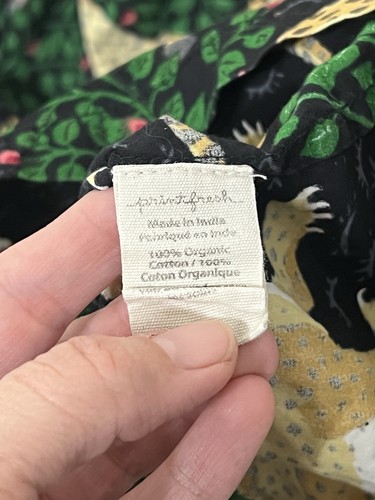 printfresh
Made in India
Fabriqué en Inde
100% Organic
Cotton / 100%
Coton Organique